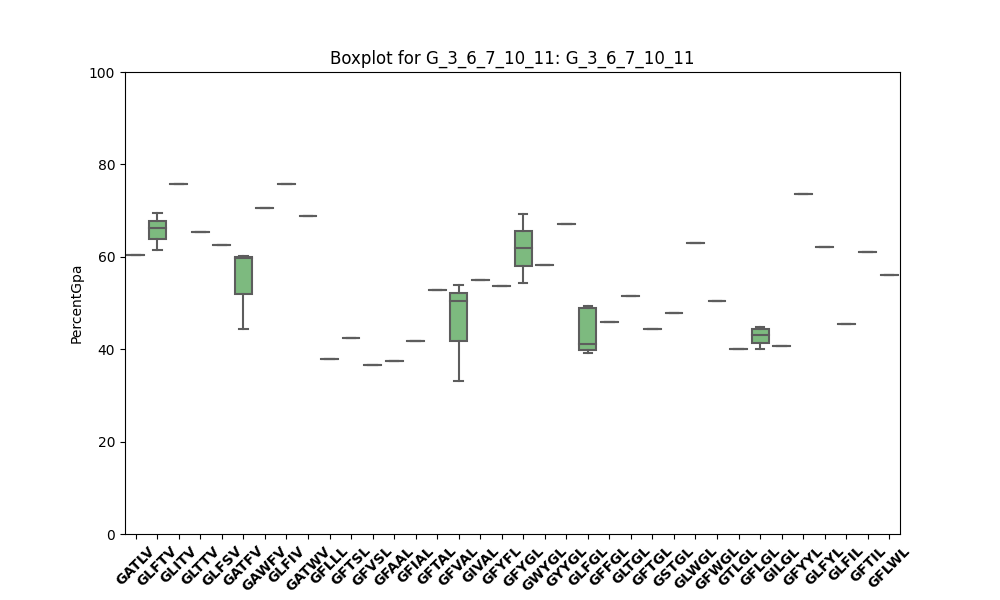 Boxplot for G_3_6_7_10_11: G_3_6_7_10_11
PercentGpa
100
80
60
40
20
0
GATLV
GLFTV
GLITV
GLTTV
GLFSV
GATFV
GAWFV
GLFIV
GATWV
GFLLL
GFTSL
GFVSL
GFAAL
GFIAL
GFTAL
GFVAL
GIVAL
GFYFL
GFYGL
GWYGL
GYYGL
GLFGL
GFFGL
GLTGL
GFTGL
GSTGL
GLWGL
GFWGL
GTLGL
GFLGL
GILGL
GFYYL
GLFYL
GLFIL
GFTIL
GFLWL